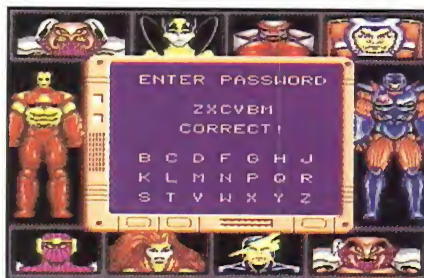 ENTER PASSWORD
ZXCVBM
CORRECT!
B C D F G H J
K L M N P Q R
S T V W X Y Z